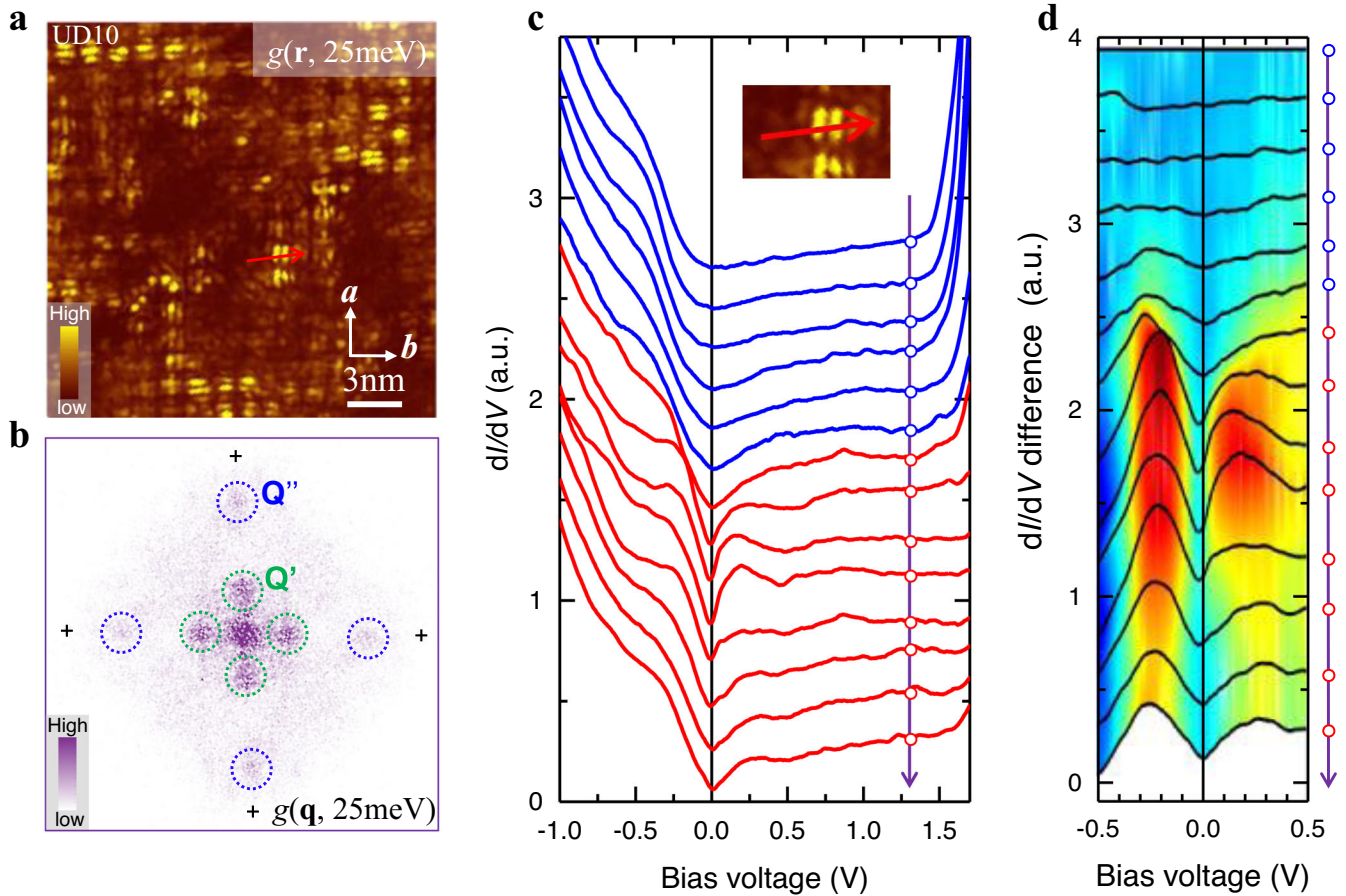 a
UD10
g(r, 25meV)
High
low
a
b
3nm
b
Q''
Q'
High
low
g(q, 25meV)
c
dI/dV (a.u.)
3
2
1
0
-1.0 -0.5 0.0 0.5 1.0 1.5
Bias voltage (V)
d
dI/dV difference (a.u.)
4
3
2
1
0
-0.5 0.0 0.5
Bias voltage (V)